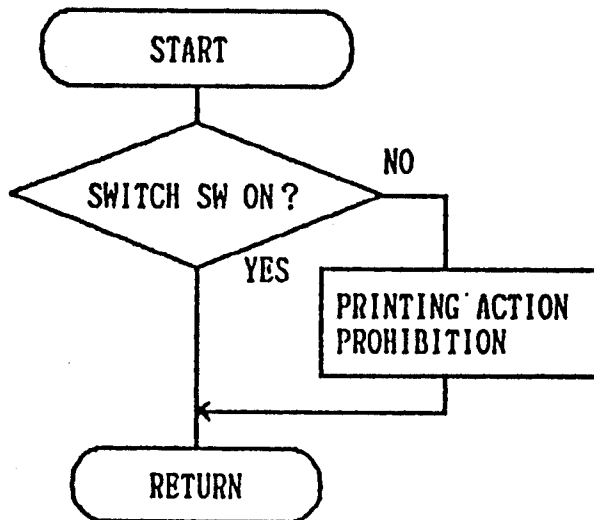 START
SWITCH SW ON?
NO
YES
PRINTING ACTION
PROHIBITION
RETURN